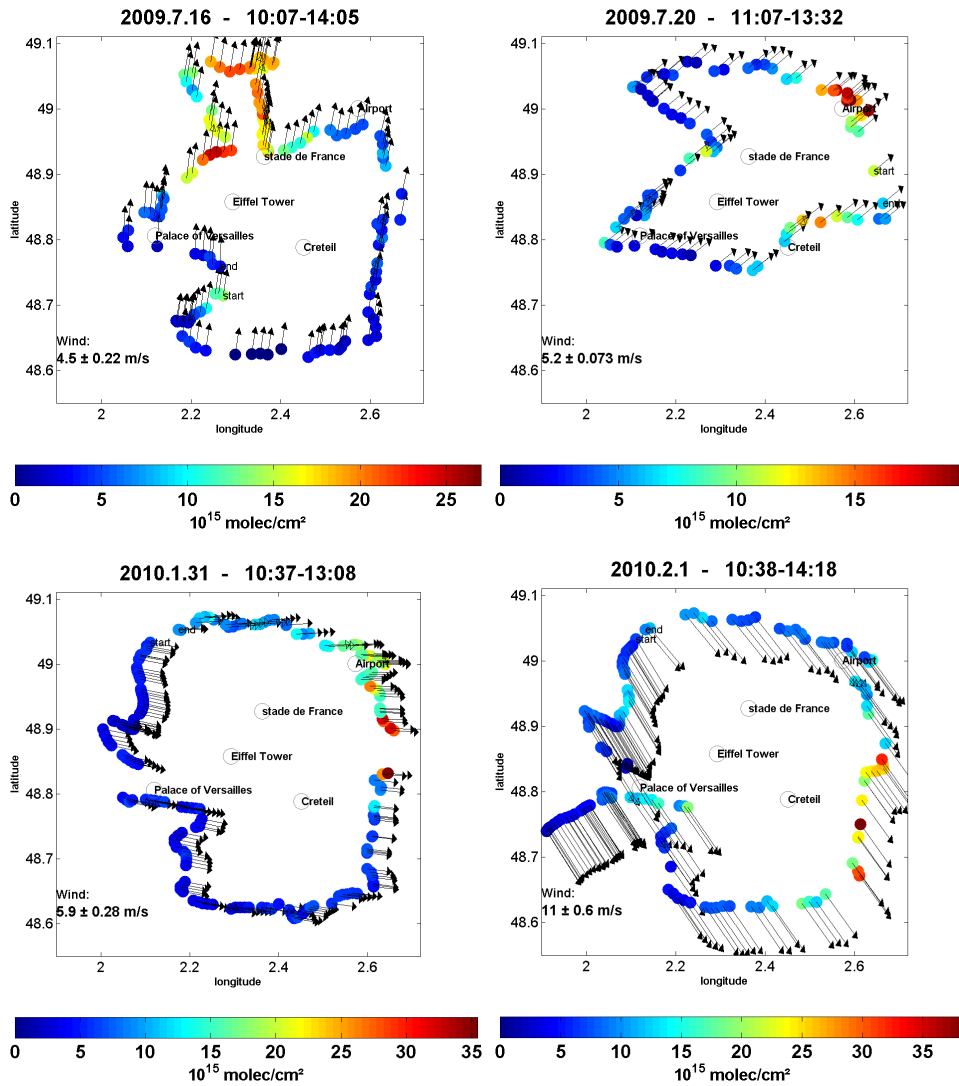 2009.7.16 - 10:07-14:05
49.1
49
48.9
48.8
48.7
48.6
latitude
Airport
stade de France
Eiffel Tower
Palace of Versailles
Creteil
end
start
Wind:
4.5 ± 0.22 m/s
2 2.2 2.4 2.6
longitude
0 5 10 15 20 25
10¹⁵ molec/cm²
2009.7.20 - 11:07-13:32
49.1
49
48.9
48.8
48.7
48.6
latitude
Airport
stade de France
start
Eiffel Tower
end
Palace of Versailles
Creteil
Wind:
5.2 ± 0.073 m/s
2 2.2 2.4 2.6
longitude
0 5 10 15
10¹⁵ molec/cm²
2010.1.31 - 10:37-13:08
49.1
49
48.9
48.8
48.7
48.6
latitude
end
start
Airport
stade de France
Eiffel Tower
Palace of Versailles
Creteil
Wind:
5.9 ± 0.28 m/s
2 2.2 2.4 2.6
longitude
0 5 10 15 20 25 30 35
10¹⁵ molec/cm²
2010.2.1 - 10:38-14:18
49.1
49
48.9
48.8
48.7
48.6
latitude
end
start
Airport
stade de France
Eiffel Tower
Palace of Versailles
Creteil
Wind:
11 ± 0.6 m/s
2 2.2 2.4 2.6
longitude
0 5 10 15 20 25 30 35
10¹⁵ molec/cm²